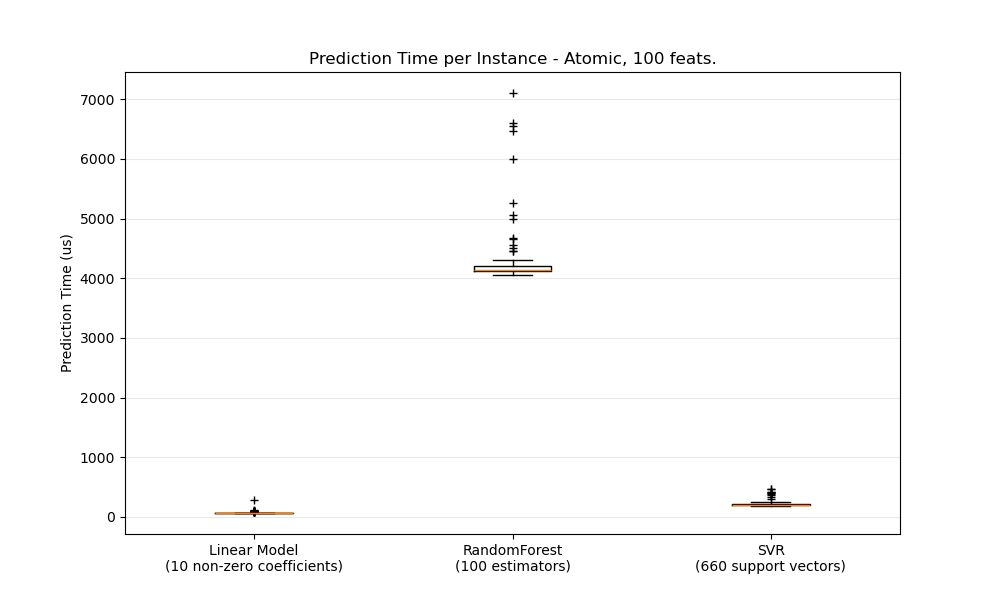 Prediction Time per Instance - Atomic, 100 feats.
Prediction Time (us)
7000
6000
5000
4000
3000
2000
1000
0
Linear Model
(10 non-zero coefficients)
RandomForest
(100 estimators)
SVR
(660 support vectors)